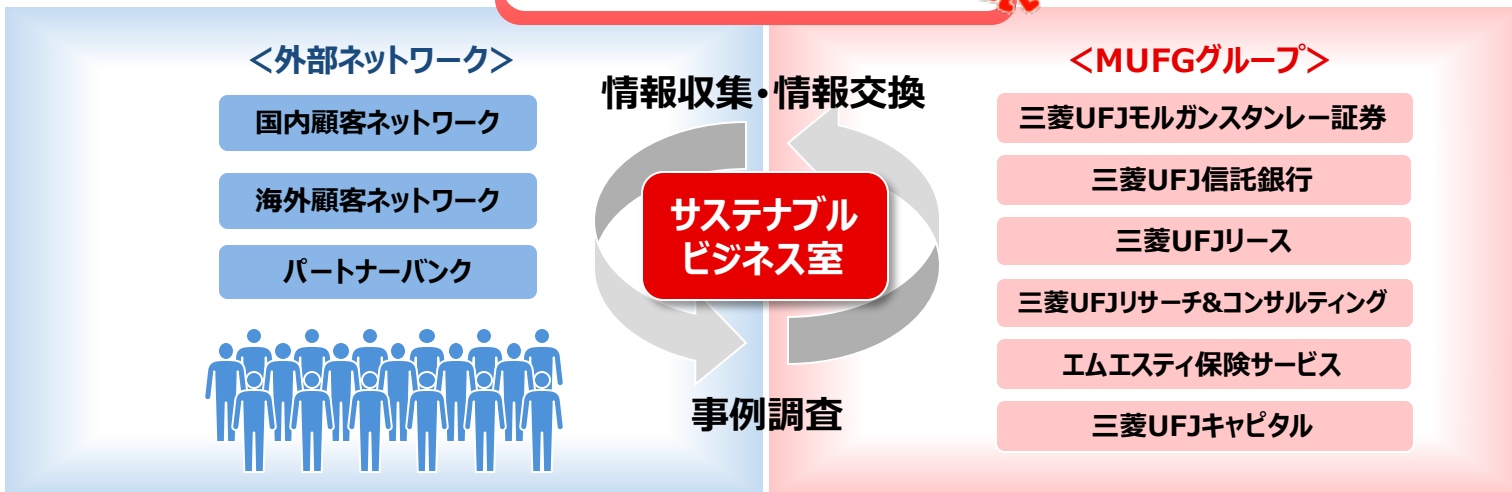 ＜外部ネットワーク＞
国内顧客ネットワーク
海外顧客ネットワーク
パートナーバンク
情報収集・情報交換
サステナブル
ビジネス室
事例調査
＜MUFGグループ＞
三菱UFJモルガンスタンレー証券
三菱UFJ信託銀行
三菱UFJリース
三菱UFJリサーチ&コンサルティング
エムエスティ保険サービス
三菱UFJキャピタル